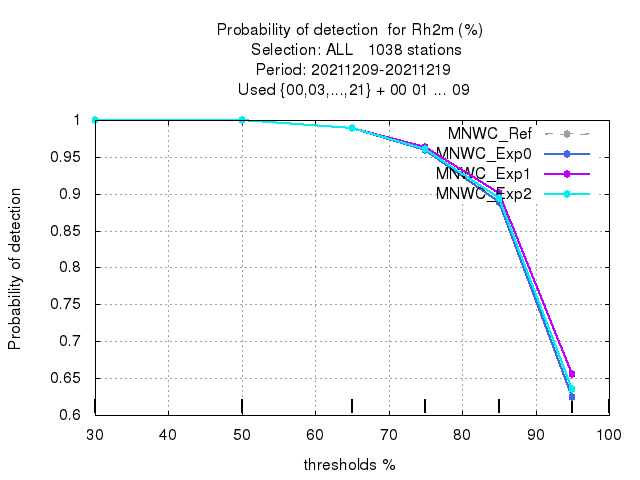 Probability of detection for Rh2m (%)
Selection: ALL 1038 stations
Period: 20211209-20211219
Used {00,03,...,21} + 00 01 ... 09
MNWC_Ref
MNWC_Exp0
MNWC_Exp1
MNWC_Exp2
Probability of detection
1
0.95
0.9
0.85
0.8
0.75
0.7
0.65
0.6
30 40 50 60 70 80 90 100
thresholds %